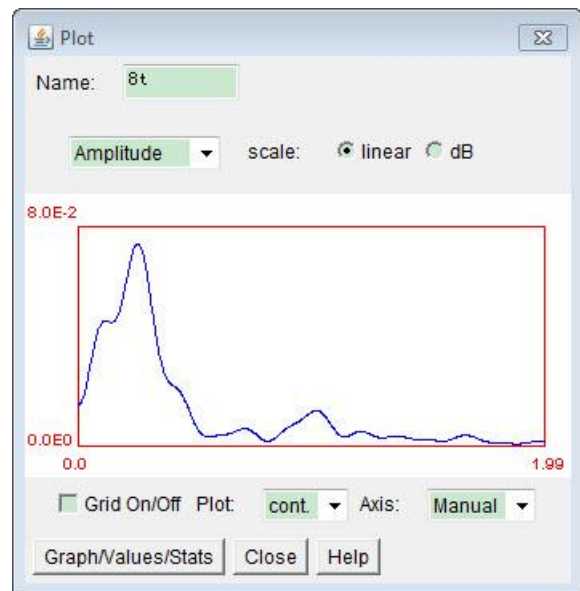 Plot
Name: 8t
Amplitude scale: linear dB
8.0E-2
0.0E0
0.0 1.99
Grid On/Off Plot: cont. Axis: Manual
Graph/Values/Stats Close Help